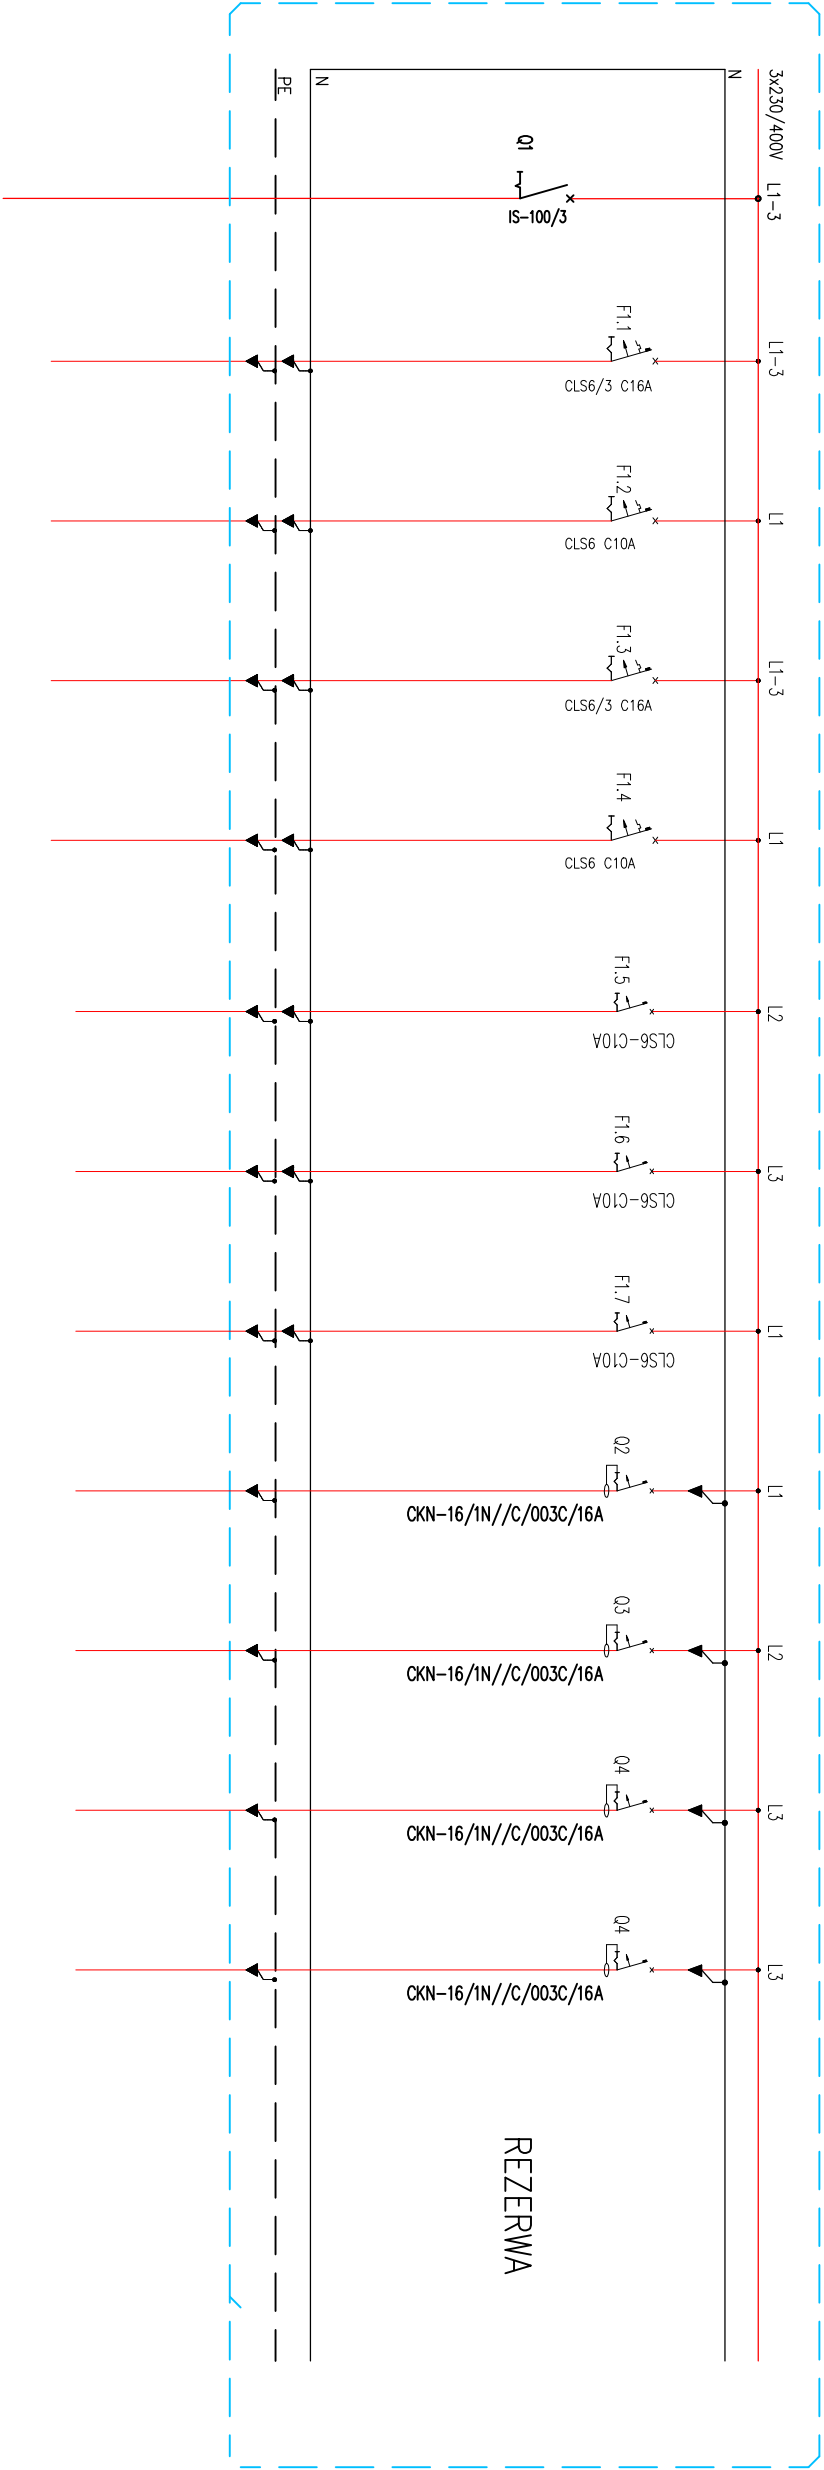 3x230/400V
N
N
PE
L1-3
Q1
IS-100/3
L1-3
F1.1
CLS6/3 C16A
L1
F1.2
CLS6 C10A
L1-3
F1.3
CLS6/3 C16A
L1
F1.4
CLS6 C10A
L2
F1.5
CLS6-C10A
L3
F1.6
CLS6-C10A
L1
F1.7
CLS6-C10A
L1
Q2
CKN-16/1N//C/003C/16A
L2
Q3
CKN-16/1N//C/003C/16A
L3
Q4
CKN-16/1N//C/003C/16A
L3
Q4
CKN-16/1N//C/003C/16A
REZERWA